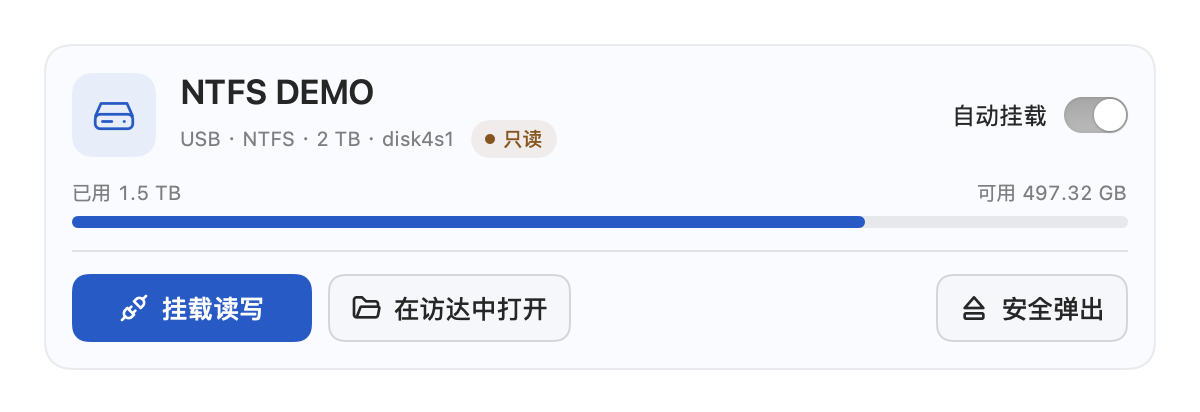 NTFS DEMO
USB · NTFS · 2 TB · disk4s1 只读
自动挂载
已用 1.5 TB
可用 497.32 GB
挂载读写
在访达中打开
安全弹出